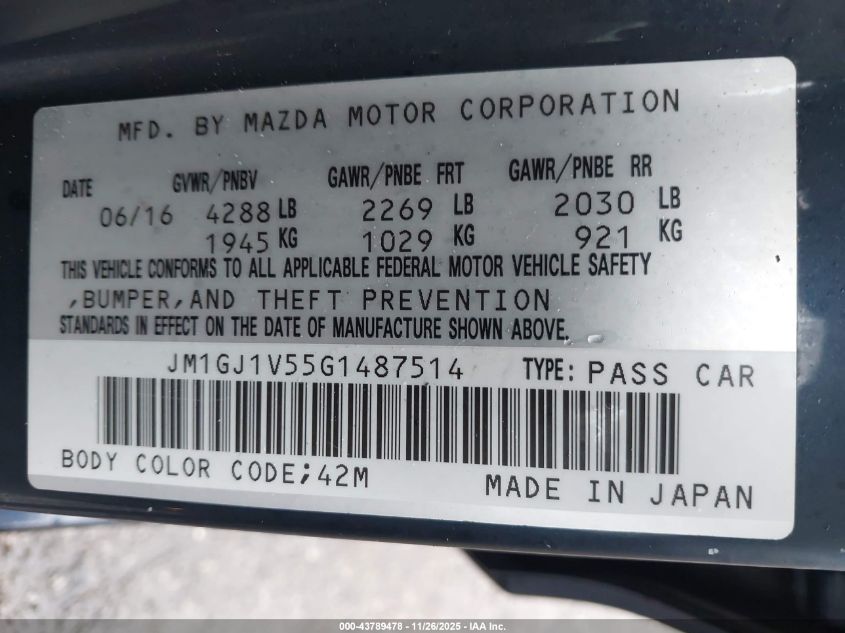 MFD. BY MAZDA MOTOR CORPORATION
DATE GVWR/PNBV GAWR/PNBE FRT GAWR/PNBE RR
06/16 4288 LB 2269 LB 2030 LB
1945 KG 1029 KG 921 KG
THIS VEHICLE CONFORMS TO ALL APPLICABLE FEDERAL MOTOR VEHICLE SAFETY
,BUMPER,AND THEFT PREVENTION
STANDARDS IN EFFECT ON THE DATE OF MANUFACTURE SHOWN ABOVE.
JM1GJ1V55G1487514 TYPE: PASS CAR
BODY COLOR CODE;42M MADE IN JAPAN
000-43789478 - 11/26/2025 - IAA Inc.